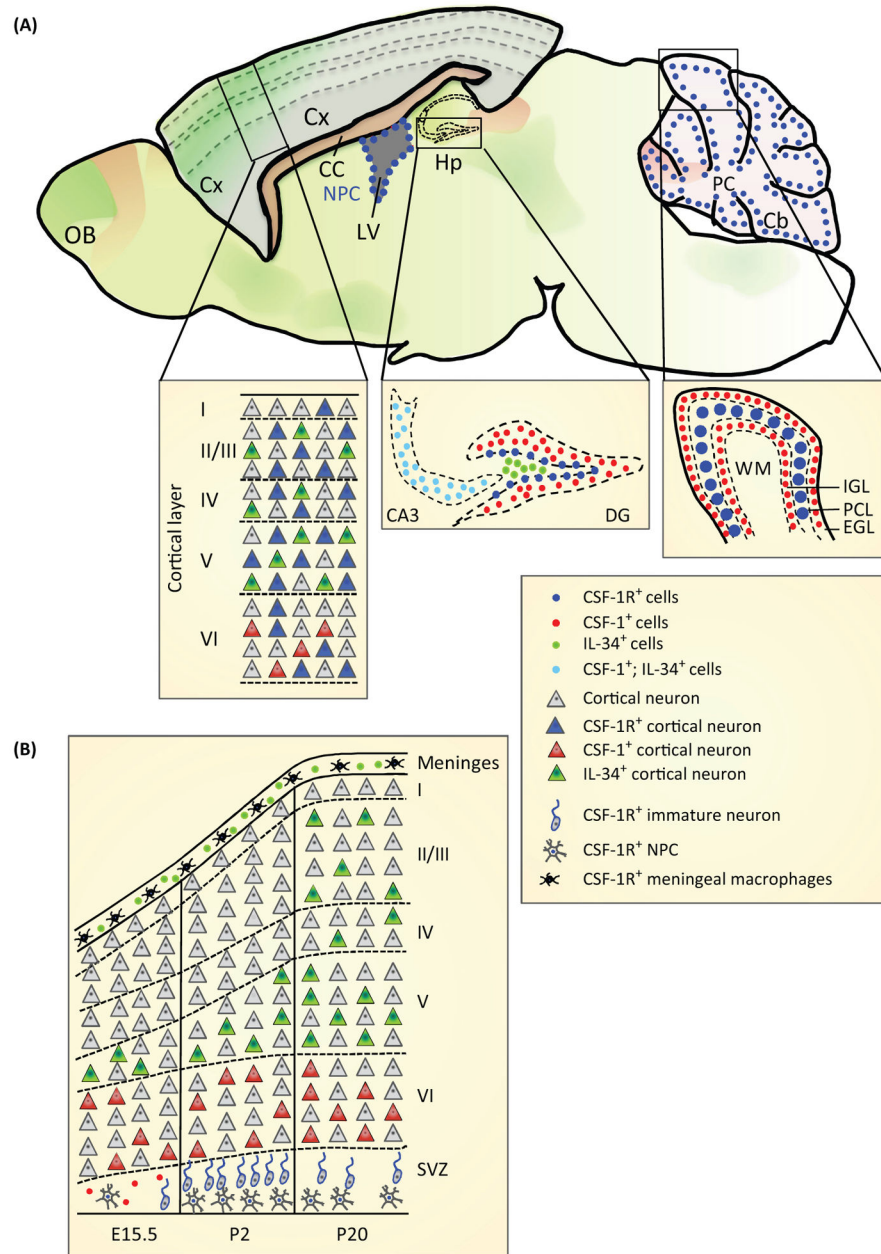 (A)
Cx
Cx
CC
NPC
LV
Hp
OB
PC
Cb
Cortical layer
I
II/III
IV
V
VI
CA3
DG
WM
IGL
PCL
EGL
CSF-1R⁺ cells
CSF-1⁺ cells
IL-34⁺ cells
CSF-1⁺; IL-34⁺ cells
Cortical neuron
CSF-1R⁺ cortical neuron
CSF-1⁺ cortical neuron
IL-34⁺ cortical neuron
CSF-1R⁺ immature neuron
CSF-1R⁺ NPC
CSF-1R⁺ meningeal macrophages
(B)
Meninges
I
II/III
IV
V
VI
SVZ
E15.5 P2 P20